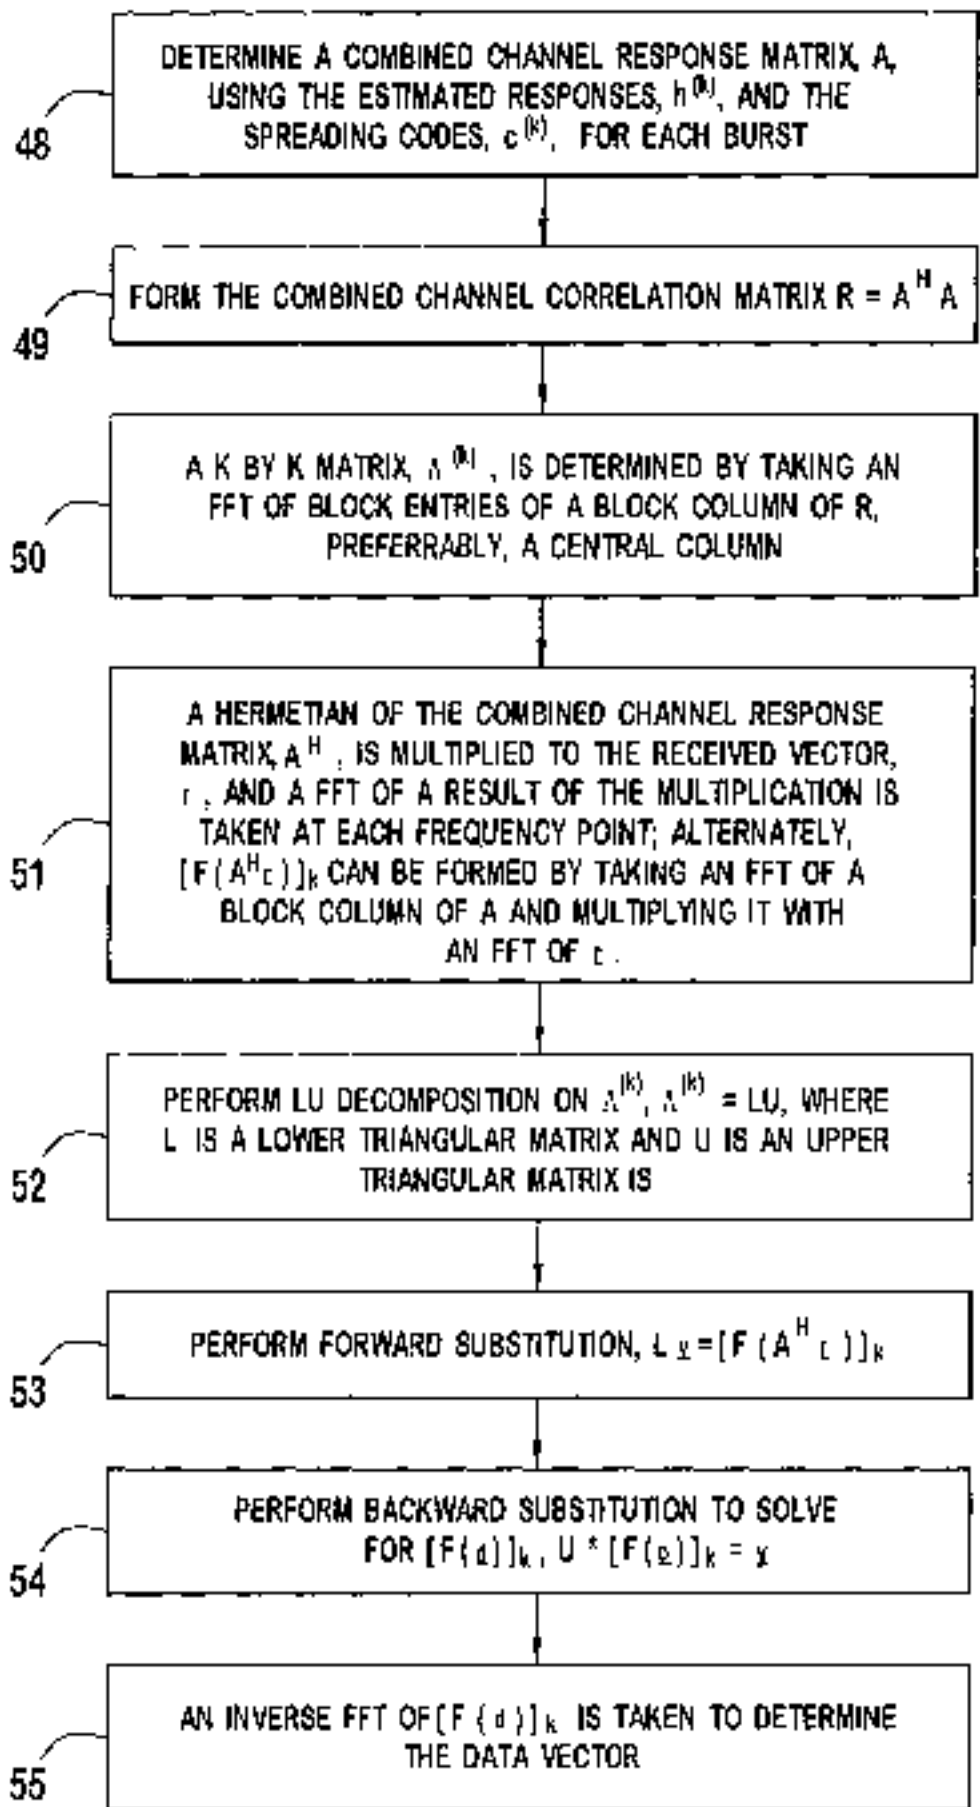 DETERMINE A COMBINED CHANNEL RESPONSE MATRIX, A,
USING THE ESTIMATED RESPONSES, h^(k), AND THE
SPREADING CODES, c^(k), FOR EACH BURST
48
FORM THE COMBINED CHANNEL CORRELATION MATRIX R = A^H A
49
A K BY K MATRIX, Λ^(k), IS DETERMINED BY TAKING AN
FFT OF BLOCK ENTRIES OF A BLOCK COLUMN OF R,
PREFERRABLY, A CENTRAL COLUMN
50
A HERMETIAN OF THE COMBINED CHANNEL RESPONSE
MATRIX, A^H, IS MULTIPLIED TO THE RECEIVED VECTOR,
r, AND A FFT OF A RESULT OF THE MULTIPLICATION IS
TAKEN AT EACH FREQUENCY POINT; ALTERNATELY,
[F(A^H r)]k CAN BE FORMED BY TAKING AN FFT OF A
BLOCK COLUMN OF A AND MULTIPLYING IT WITH
AN FFT OF r.
51
PERFORM LU DECOMPOSITION ON Λ^(k), Λ^(k) = LU, WHERE
L IS A LOWER TRIANGULAR MATRIX AND U IS AN UPPER
TRIANGULAR MATRIX IS
52
PERFORM FORWARD SUBSTITUTION, L y = [F(A^H r)]k
53
PERFORM BACKWARD SUBSTITUTION TO SOLVE
FOR [F(d)]k, U * [F(d)]k = y
54
AN INVERSE FFT OF [F(d)]k IS TAKEN TO DETERMINE
THE DATA VECTOR
55